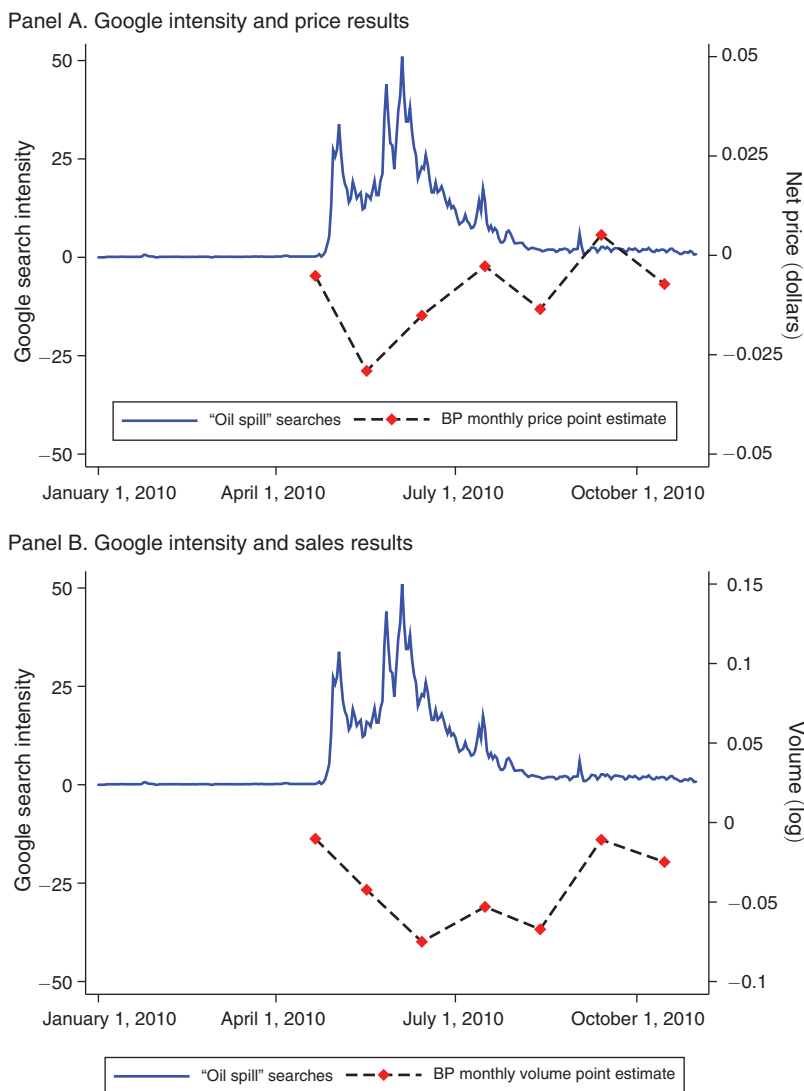 Panel A. Google intensity and price results
Google search intensity
50
25
0
−25
−50
0.05
0.025
0
−0.025
−0.05
Net price (dollars)
"Oil spill" searches
BP monthly price point estimate
January 1, 2010
April 1, 2010
July 1, 2010
October 1, 2010
Panel B. Google intensity and sales results
Google search intensity
50
25
0
−25
−50
0.15
0.1
0.05
0
−0.05
−0.1
Volume (log)
January 1, 2010
April 1, 2010
July 1, 2010
October 1, 2010
"Oil spill" searches
BP monthly volume point estimate